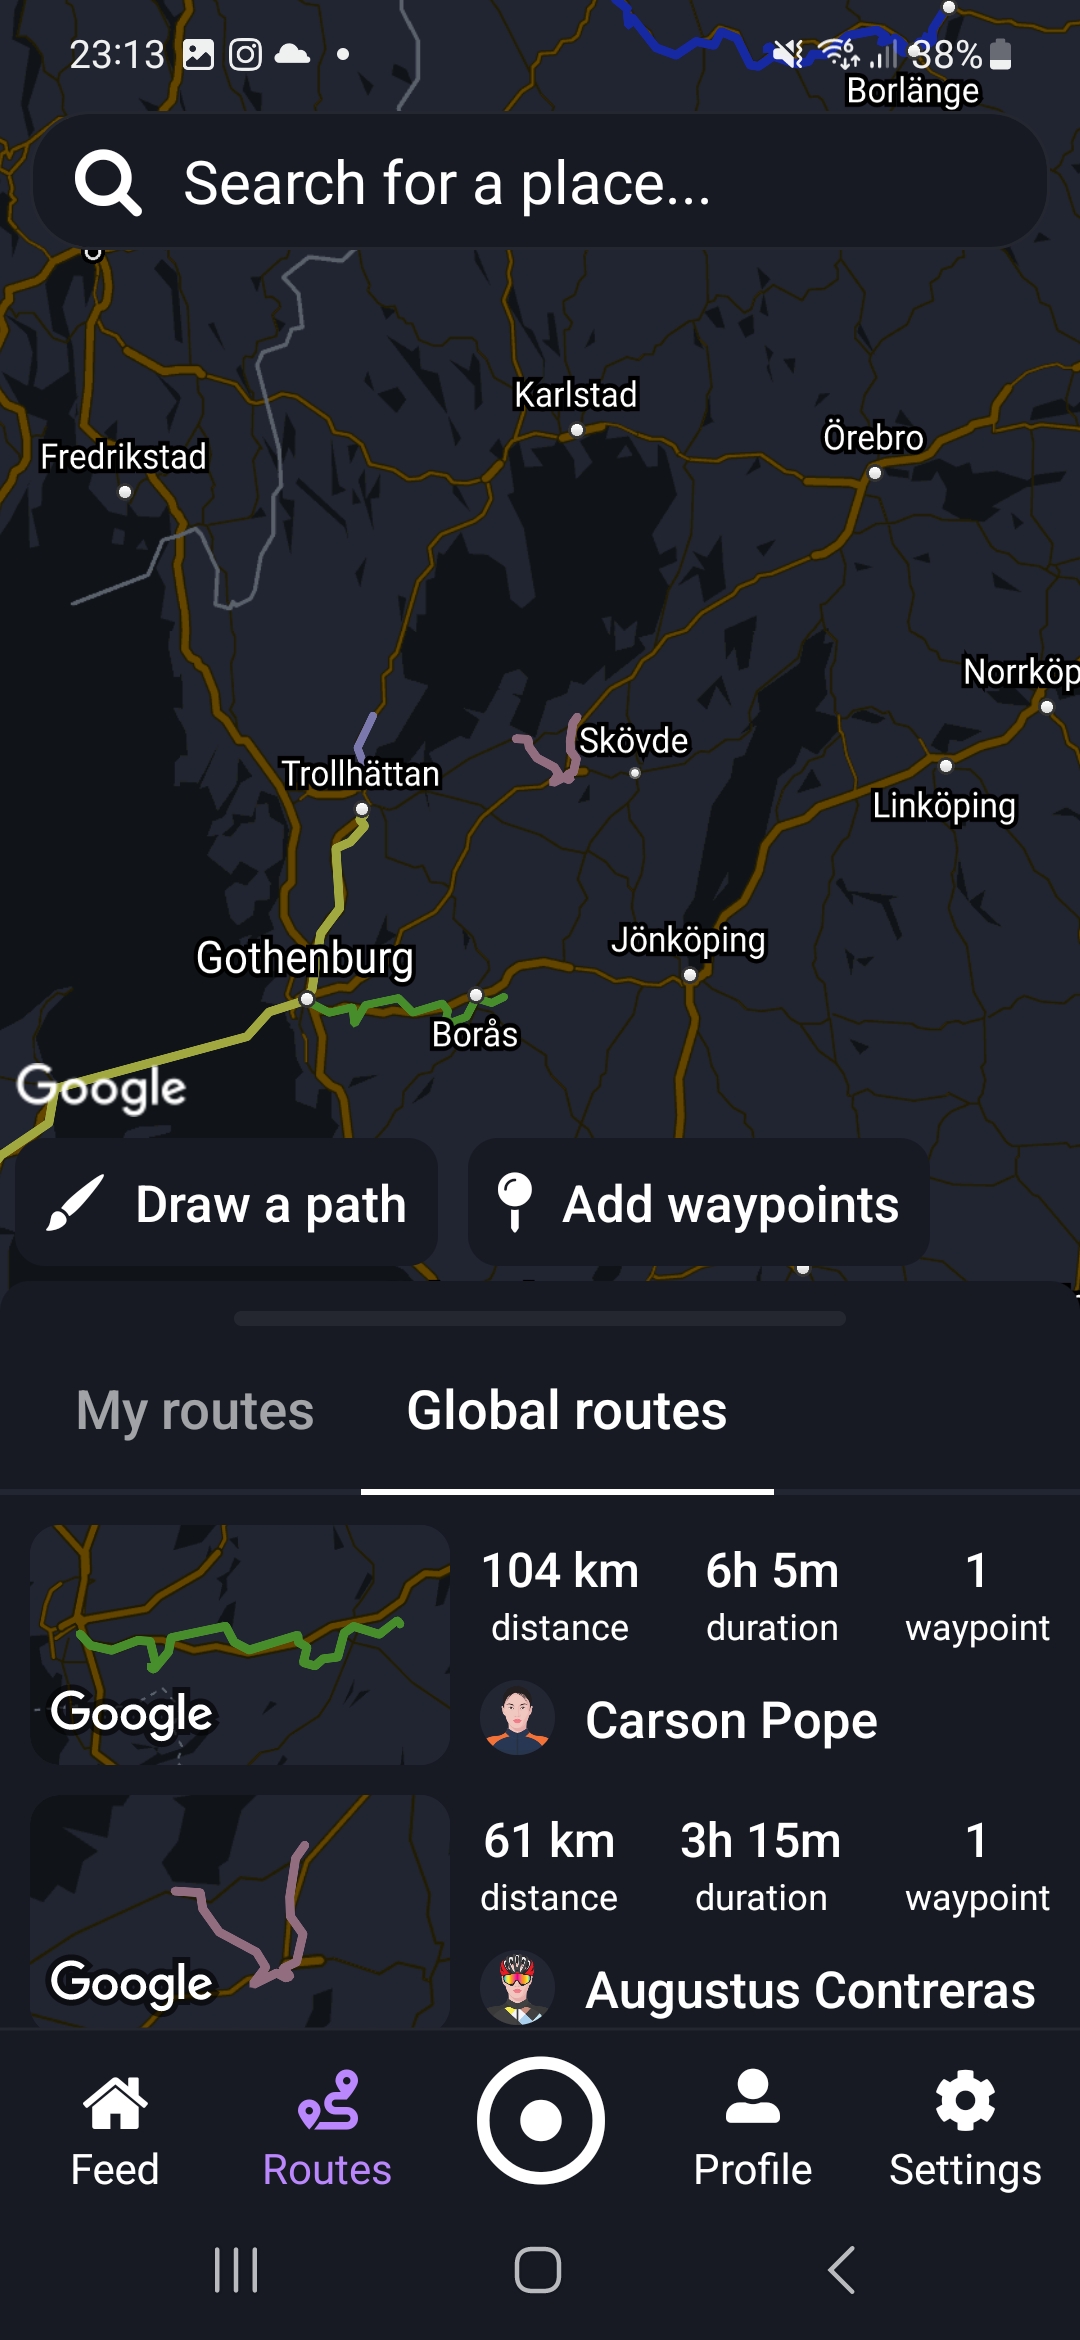 23:13
38%
Borlänge
Search for a place...
Karlstad
Örebro
Fredrikstad
Norrköp
Skövde
Trollhättan
Linköping
Jönköping
Gothenburg
Borås
Google
Draw a path
Add waypoints
My routes
Global routes
104 km
6h 5m
1
distance
duration
waypoint
Google
Carson Pope
61 km
3h 15m
1
distance
duration
waypoint
Google
Augustus Contreras
Feed
Routes
Profile
Settings